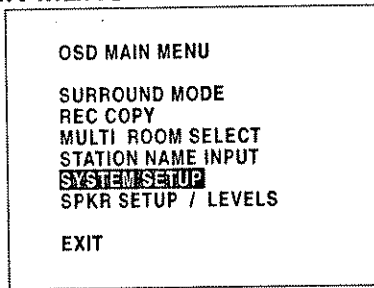 OSD MAIN MENU
SURROUND MODE
REC COPY
MULTI ROOM SELECT
STATION NAME INPUT
SYSTEM SETUP
SPKR SETUP / LEVELS
EXIT